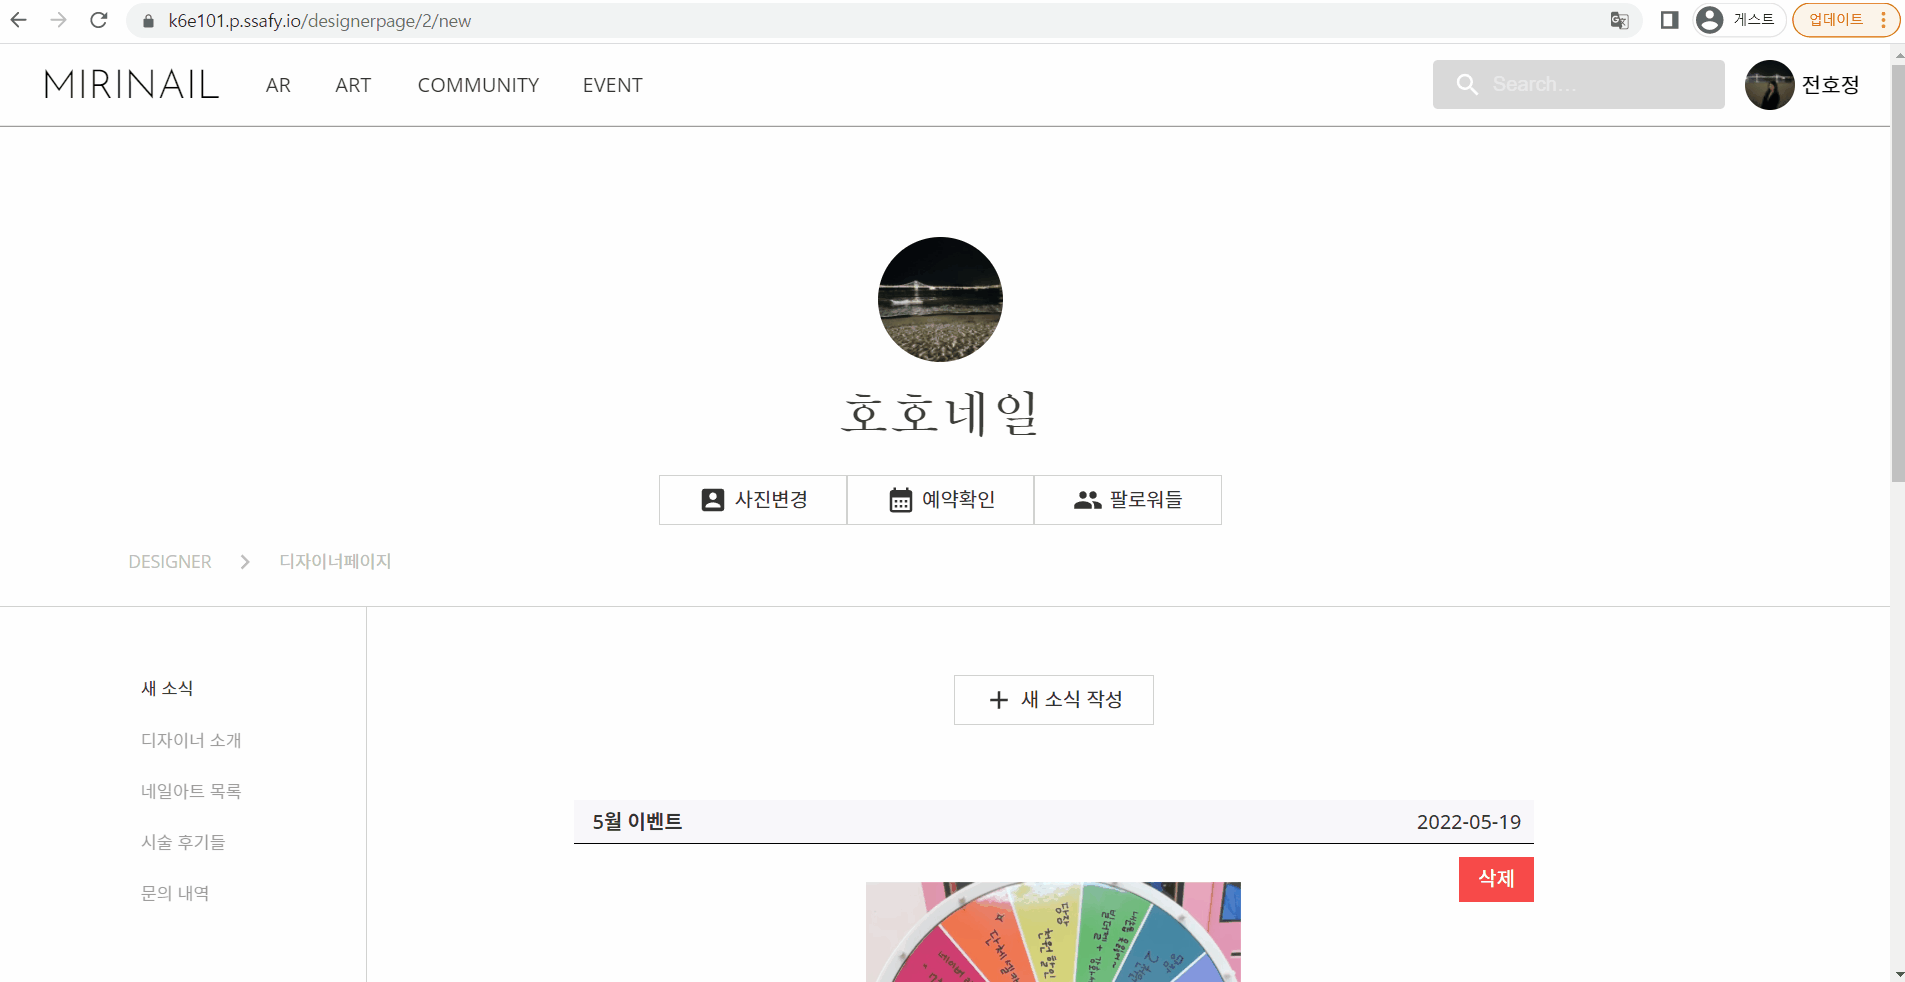 k6e101.p.ssafy.io/designerpage/2/new
게스트
업데이트
MIRINAIL
AR
ART
COMMUNITY
EVENT
Search...
전호정
호호네일
사진변경
예약확인
팔로워들
DESIGNER
디자이너페이지
새 소식
디자이너 소개
네일아트 목록
시술 후기들
문의 내역
새 소식 작성
5월 이벤트
2022-05-19
삭제